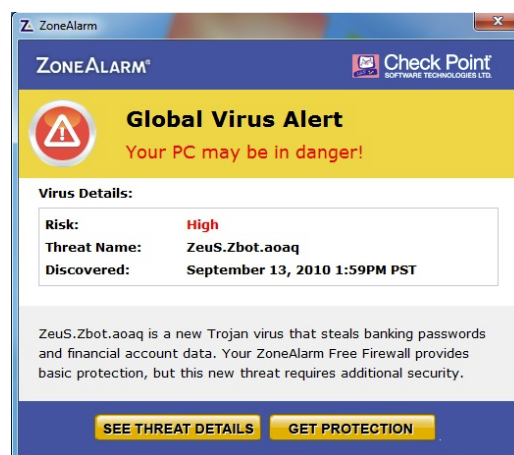 ZoneAlarm
ZONEALARM®
Check Point
SOFTWARE TECHNOLOGIES LTD.
Global Virus Alert
Your PC may be in danger!
Virus Details:
Risk: High
Threat Name: ZeuS.Zbot.aoaq
Discovered: September 13, 2010 1:59PM PST
ZeuS.Zbot.aoaq is a new Trojan virus that steals banking passwords
and financial account data. Your ZoneAlarm Free Firewall provides
basic protection, but this new threat requires additional security.
SEE THREAT DETAILS GET PROTECTION